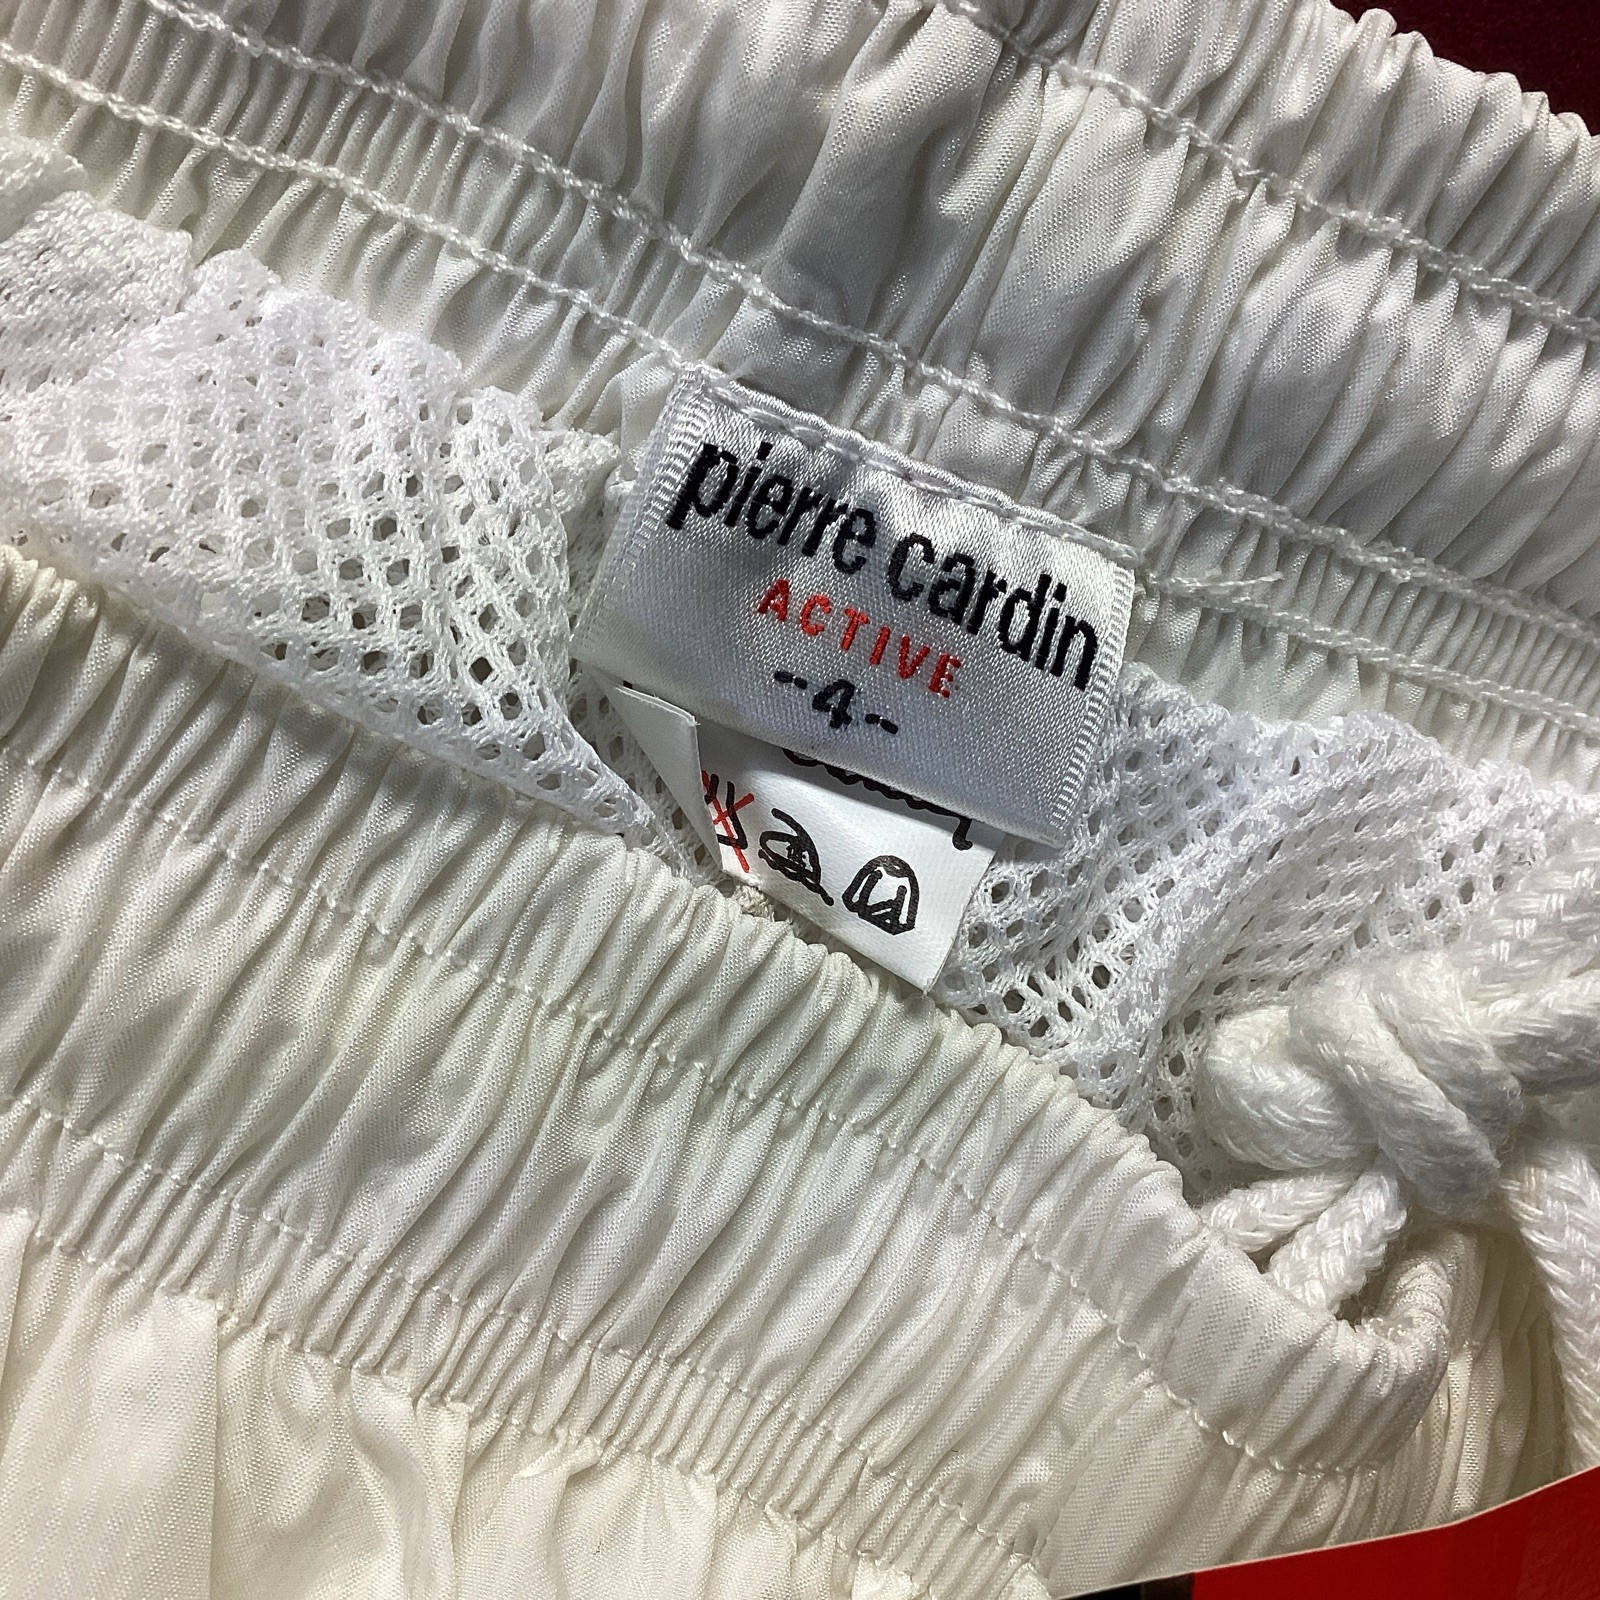 pierre cardin
ACTIVE
-4-